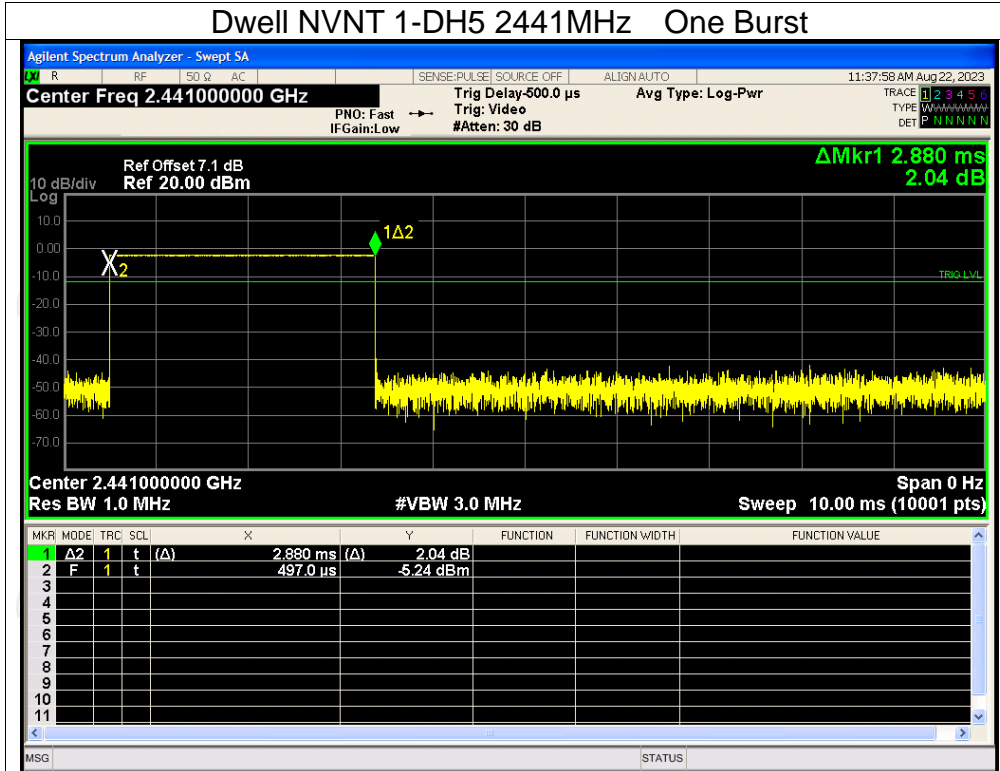 Dwell NVNT 1-DH5 2441MHz One Burst
Agilent Spectrum Analyzer - Swept SA
LXI R RF 50 Ω AC SENSE:PULSE SOURCE OFF ALIGN AUTO 11:37:58 AM Aug 22, 2023
Center Freq 2.441000000 GHz Trig Delay-500.0 µs Avg Type: Log-Pwr TRACE 1 2 3 4 5 6
PNO: Fast Trig: Video TYPE WWWWWW
IFGain:Low #Atten: 30 dB DET P N N N N N
ΔMkr1 2.880 ms
2.04 dB
Ref Offset 7.1 dB
10 dB/div Ref 20.00 dBm
Log
10.0
1Δ2
0.00
2
-10.0 TRIG LVL
-20.0
-30.0
-40.0
-50.0
-60.0
-70.0
Center 2.441000000 GHz Span 0 Hz
Res BW 1.0 MHz #VBW 3.0 MHz Sweep 10.00 ms (10001 pts)
MKR MODE TRC SCL X Y FUNCTION FUNCTION WIDTH FUNCTION VALUE
1 Δ2 1 t (Δ) 2.880 ms (Δ) 2.04 dB
2 F 1 t 497.0 µs -5.24 dBm
3
4
5
6
7
8
9
10
11
MSG STATUS